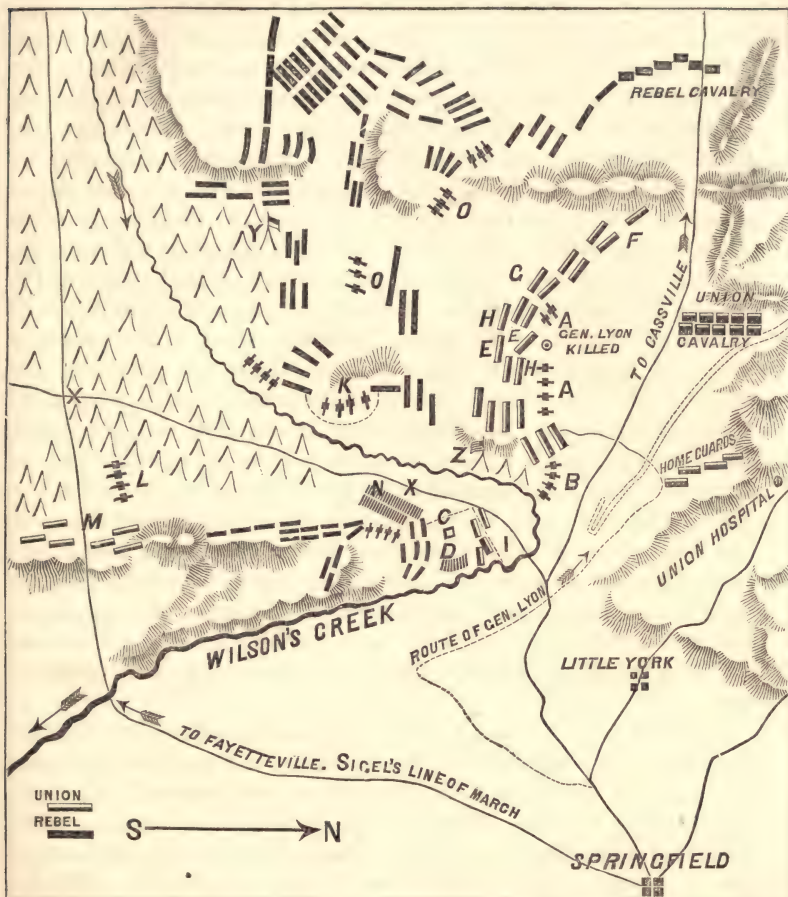 REBEL CAVALRY
O
Y
F
G
UNION
CAVALRY
O
H
A
E
E
GEN. LYON
KILLED
H
TO CASSVILLE
K
A
X
Z
HOME GUARDS
L
B
N
X
UNION HOSPITAL
M
C
D
I
WILSON'S CREEK
ROUTE OF GEN. LYON
LITTLE YORK
TO FAYETTEVILLE. SIGEL'S LINE OF MARCH
UNION
REBEL
S
N
SPRINGFIELD